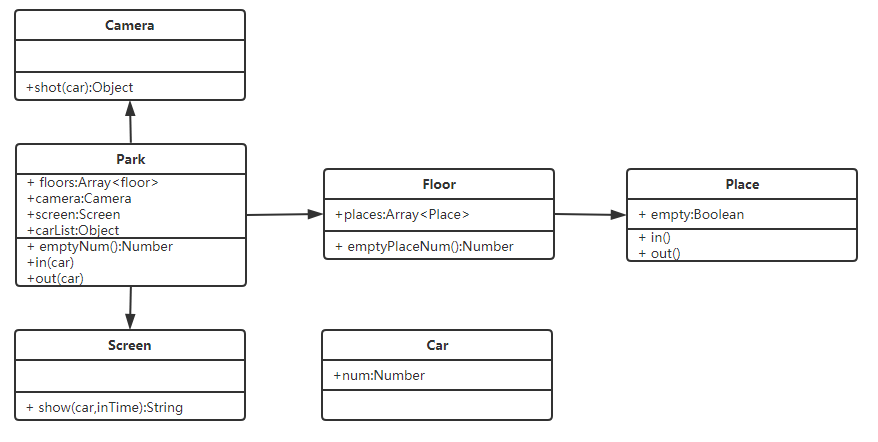 Camera
+shot(car):Object
Park
+ floors:Array<floor>
+camera:Camera
+screen:Screen
+carList:Object
+ emptyNum():Number
+in(car)
+out(car)
Floor
+places:Array<Place>
+ emptyPlaceNum():Number
Place
+ empty:Boolean
+ in()
+ out()
Screen
+ show(car,inTime):String
Car
+num:Number